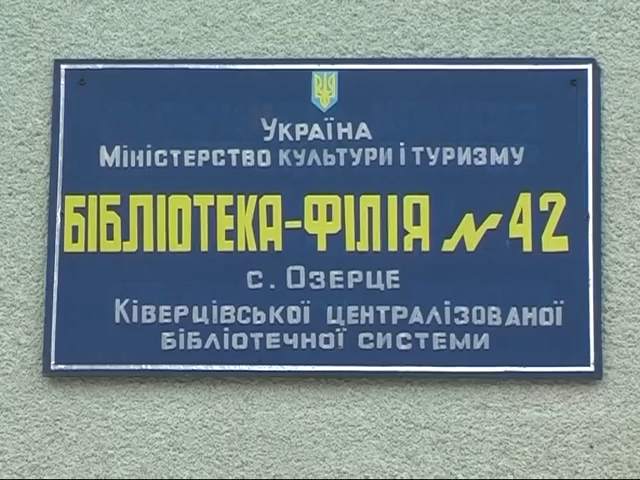 УКРАЇНА
МІНІСТЕРСТВО КУЛЬТУРИ І ТУРИЗМУ
БІБЛІОТЕКА-ФІЛІЯ № 42
с. ОЗЕРЦЕ
КІВЕРЦІВСЬКОЇ ЦЕНТРАЛІЗОВАНОЇ
БІБЛІОТЕЧНОЇ СИСТЕМИ